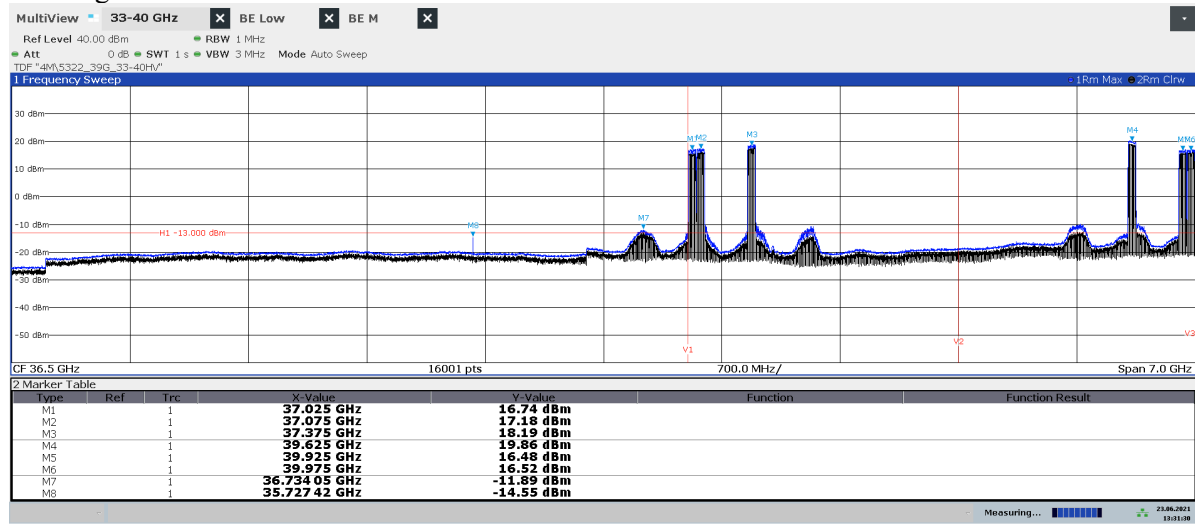 MultiView 33-40 GHz X BE Low X BE M X
Ref Level 40.00 dBm RBW 1 MHz
Att 0 dB SWT 1 s VBW 3 MHz Mode Auto Sweep
TDF "4M\5322_39G_33-40HV"
1 Frequency Sweep 1Rm Max 2Rm Clrw
30 dBm
20 dBm
M1 M2 M3 M4 M6
10 dBm
0 dBm
-10 dBm
M7
M8
H1 -13.000 dBm
-20 dBm
-30 dBm
-40 dBm
-50 dBm
V1 V2 V3
CF 36.5 GHz 16001 pts 700.0 MHz/ Span 7.0 GHz
2 Marker Table
Type Ref Trc X-Value Y-Value Function Function Result
M1 1 37.025 GHz 16.74 dBm
M2 1 37.075 GHz 17.18 dBm
M3 1 37.375 GHz 18.19 dBm
M4 1 39.625 GHz 19.86 dBm
M5 1 39.925 GHz 16.48 dBm
M6 1 39.975 GHz 16.52 dBm
M7 1 36.734 05 GHz -11.89 dBm
M8 1 35.727 42 GHz -14.55 dBm
Measuring... 23.06.2021
13:31:30